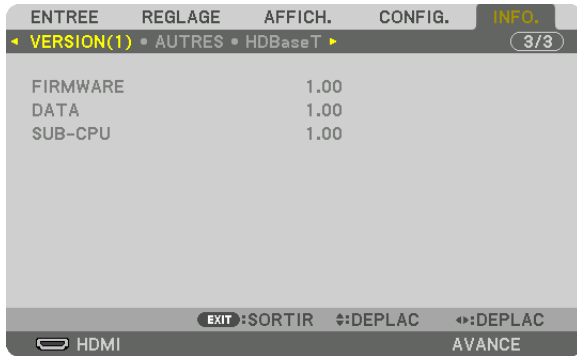 ENTREE REGLAGE AFFICH. CONFIG. INFO.
VERSION(1) • AUTRES • HDBaseT 3/3
FIRMWARE 1.00
DATA 1.00
SUB-CPU 1.00
EXIT :SORTIR :DEPLAC :DEPLAC
HDMI AVANCE